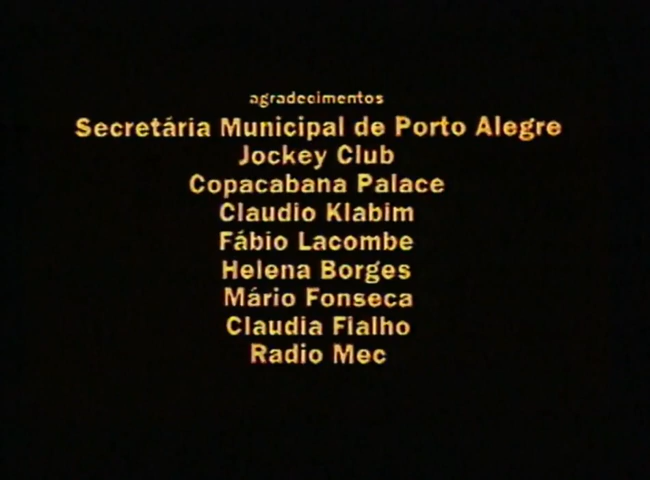 agradecimentos
Secretária Municipal de Porto Alegre
Jockey Club
Copacabana Palace
Claudio Klabim
Fábio Lacombe
Helena Borges
Mário Fonseca
Claudia Fialho
Radio Mec